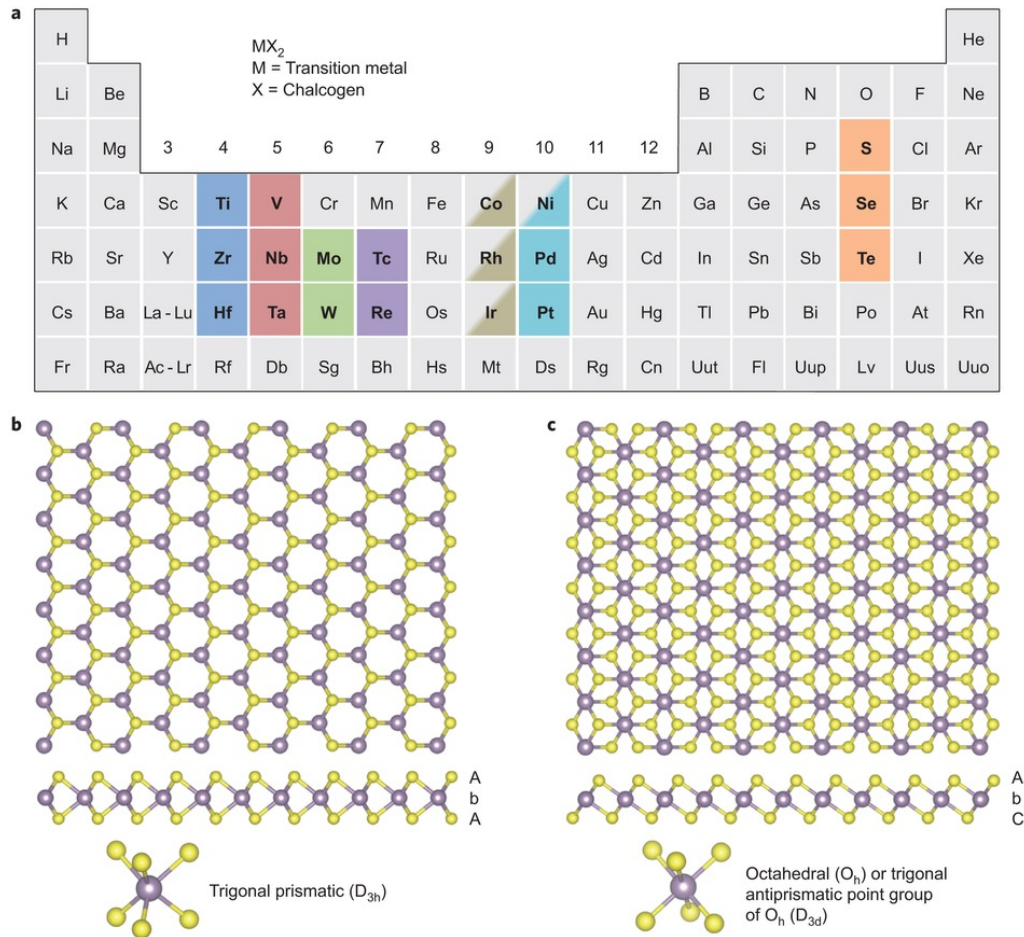 a
H He
MX2
M = Transition metal
X = Chalcogen
Li Be B C N O F Ne
Na Mg 3 4 5 6 7 8 9 10 11 12 Al Si P S Cl Ar
K Ca Sc Ti V Cr Mn Fe Co Ni Cu Zn Ga Ge As Se Br Kr
Rb Sr Y Zr Nb Mo Tc Ru Rh Pd Ag Cd In Sn Sb Te I Xe
Cs Ba La - Lu Hf Ta W Re Os Ir Pt Au Hg Tl Pb Bi Po At Rn
Fr Ra Ac - Lr Rf Db Sg Bh Hs Mt Ds Rg Cn Uut Fl Uup Lv Uus Uuo
b
A
b
A
Trigonal prismatic (D3h)
c
A
b
C
Octahedral (Oh) or trigonal
antiprismatic point group
of Oh (D3d)